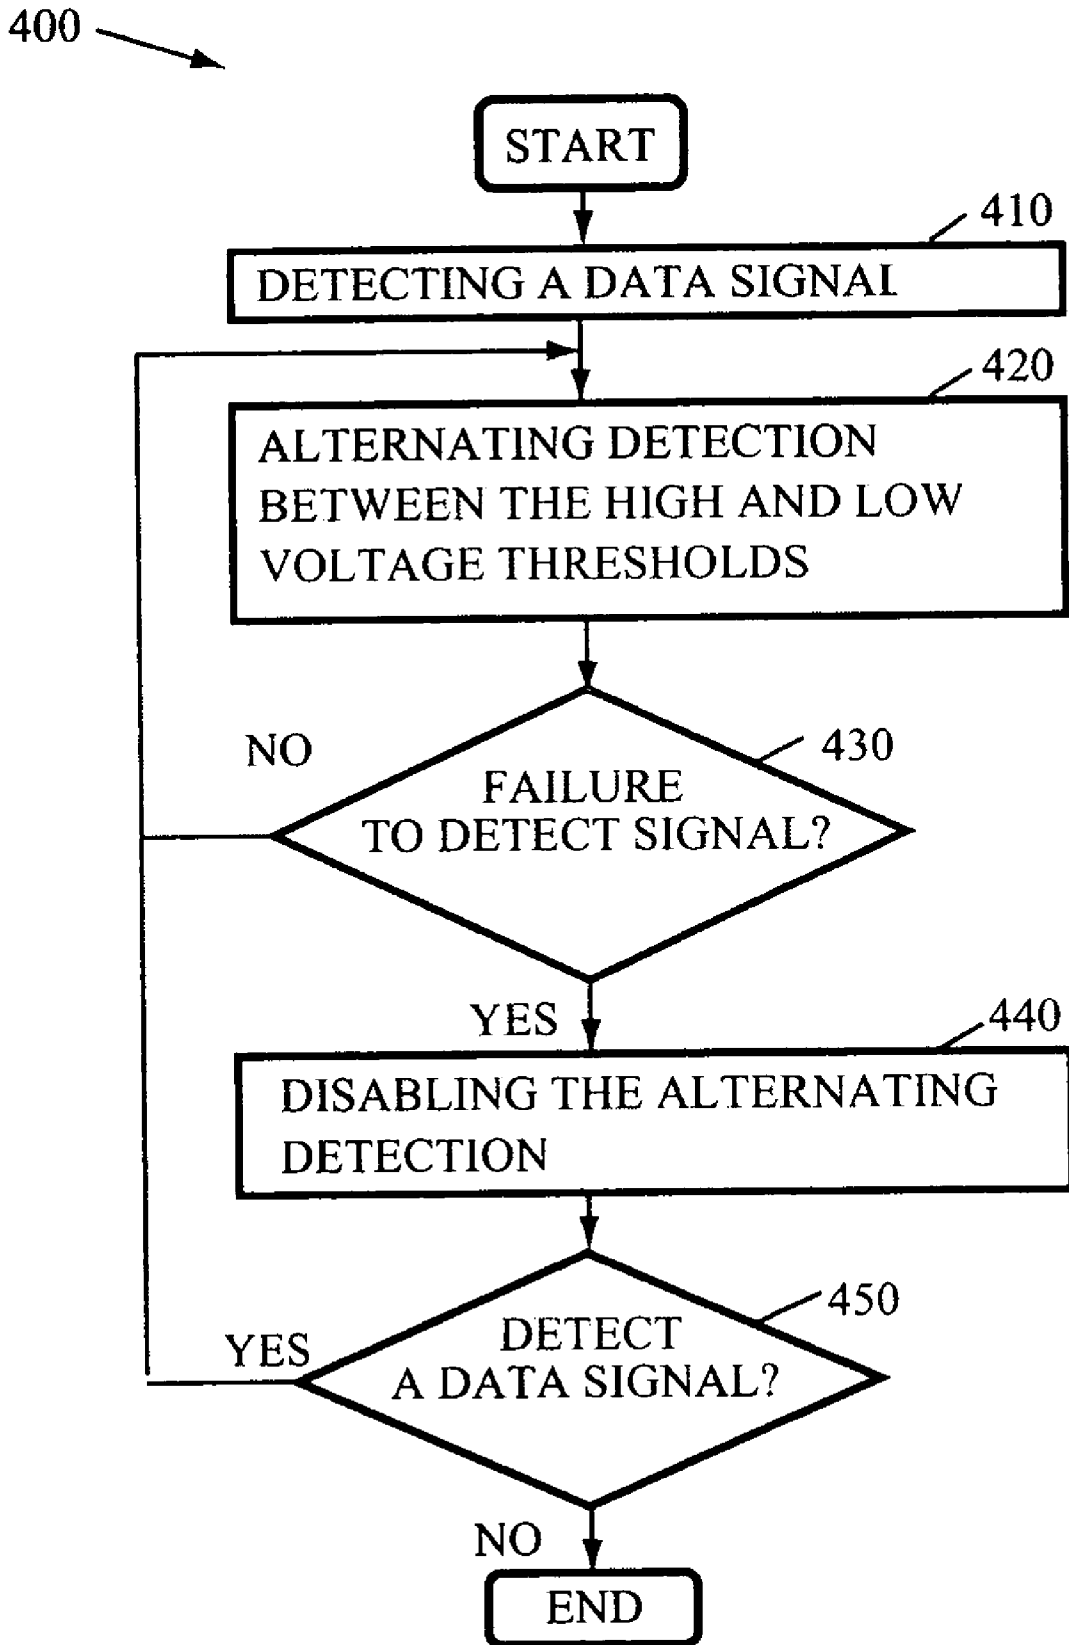 400
START
410
DETECTING A DATA SIGNAL
420
ALTERNATING DETECTION
BETWEEN THE HIGH AND LOW
VOLTAGE THRESHOLDS
NO
430
FAILURE
TO DETECT SIGNAL?
YES
440
DISABLING THE ALTERNATING
DETECTION
450
YES
DETECT
A DATA SIGNAL?
NO
END